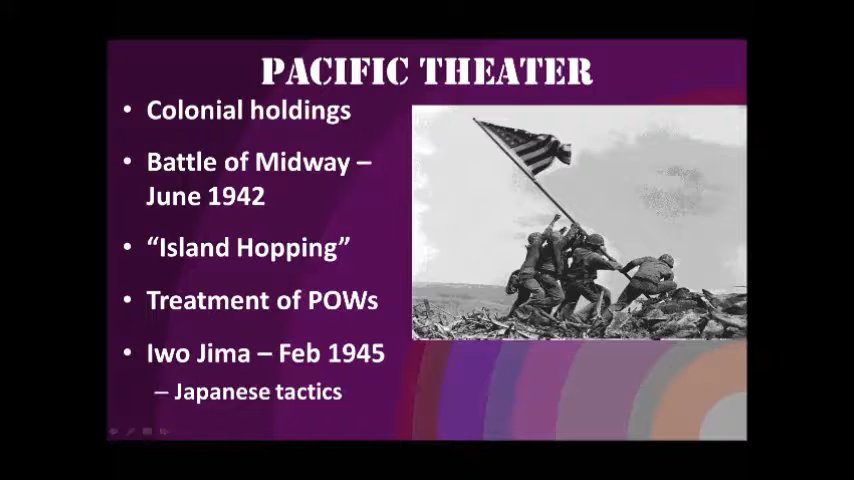 PACIFIC THEATER
• Colonial holdings
• Battle of Midway –
June 1942
• “Island Hopping”
• Treatment of POWs
• Iwo Jima – Feb 1945
– Japanese tactics